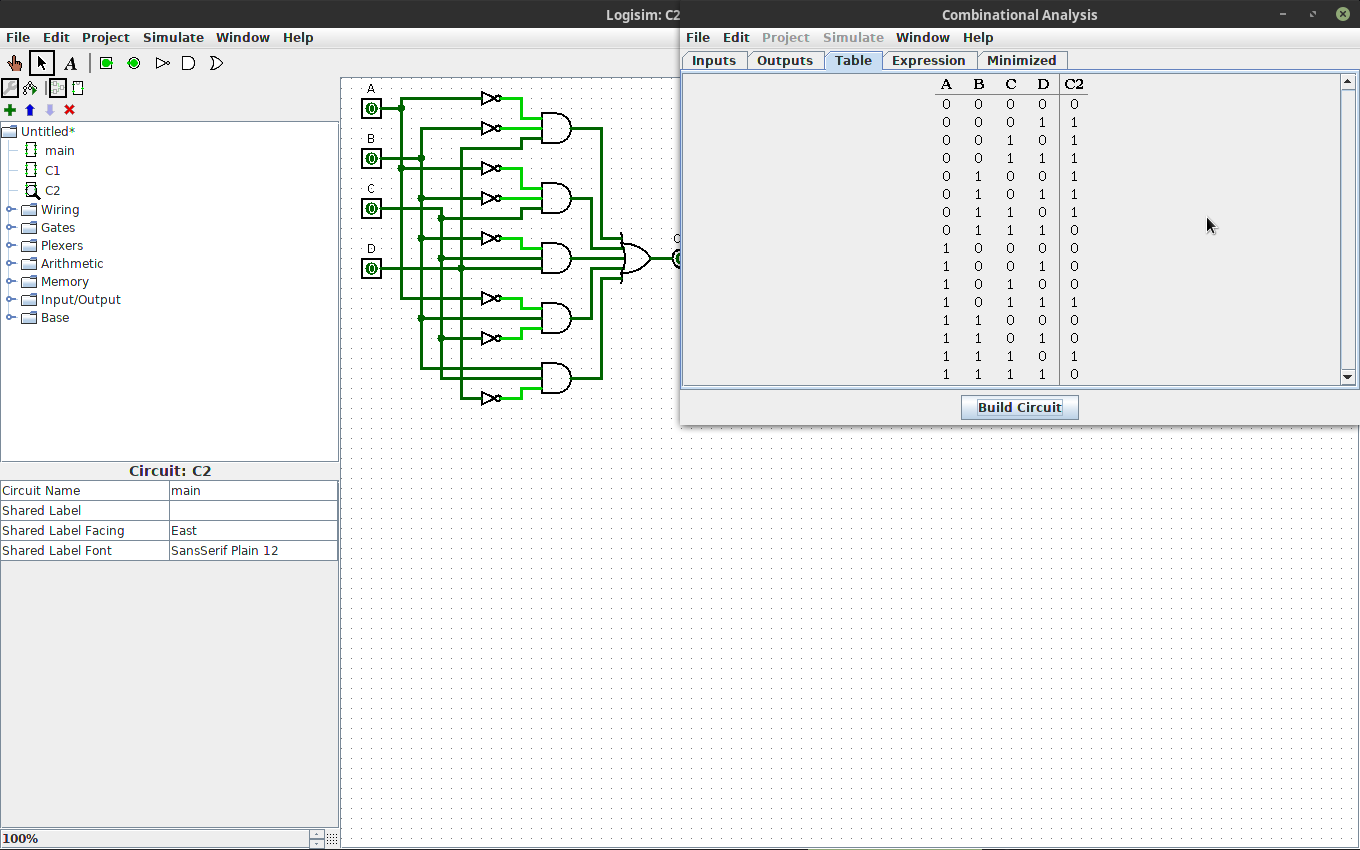 Logisim: C2
Combinational Analysis
File Edit Project Simulate Window Help
File Edit Project Simulate Window Help
A
Inputs Outputs Table Expression Minimized
Untitled*
main
C1
C2
Wiring
Gates
Plexers
Arithmetic
Memory
Input/Output
Base
A
0
B
0
C
0
D
0
A B C D C2
0 0 0 0 0
0 0 0 1 1
0 0 1 0 1
0 0 1 1 1
0 1 0 0 1
0 1 0 1 1
0 1 1 0 1
0 1 1 1 0
1 0 0 0 0
1 0 0 1 0
1 0 1 0 0
1 0 1 1 1
1 1 0 0 0
1 1 0 1 0
1 1 1 0 1
1 1 1 1 0
Build Circuit
Circuit: C2
Circuit Name main
Shared Label
Shared Label Facing East
Shared Label Font SansSerif Plain 12
100%